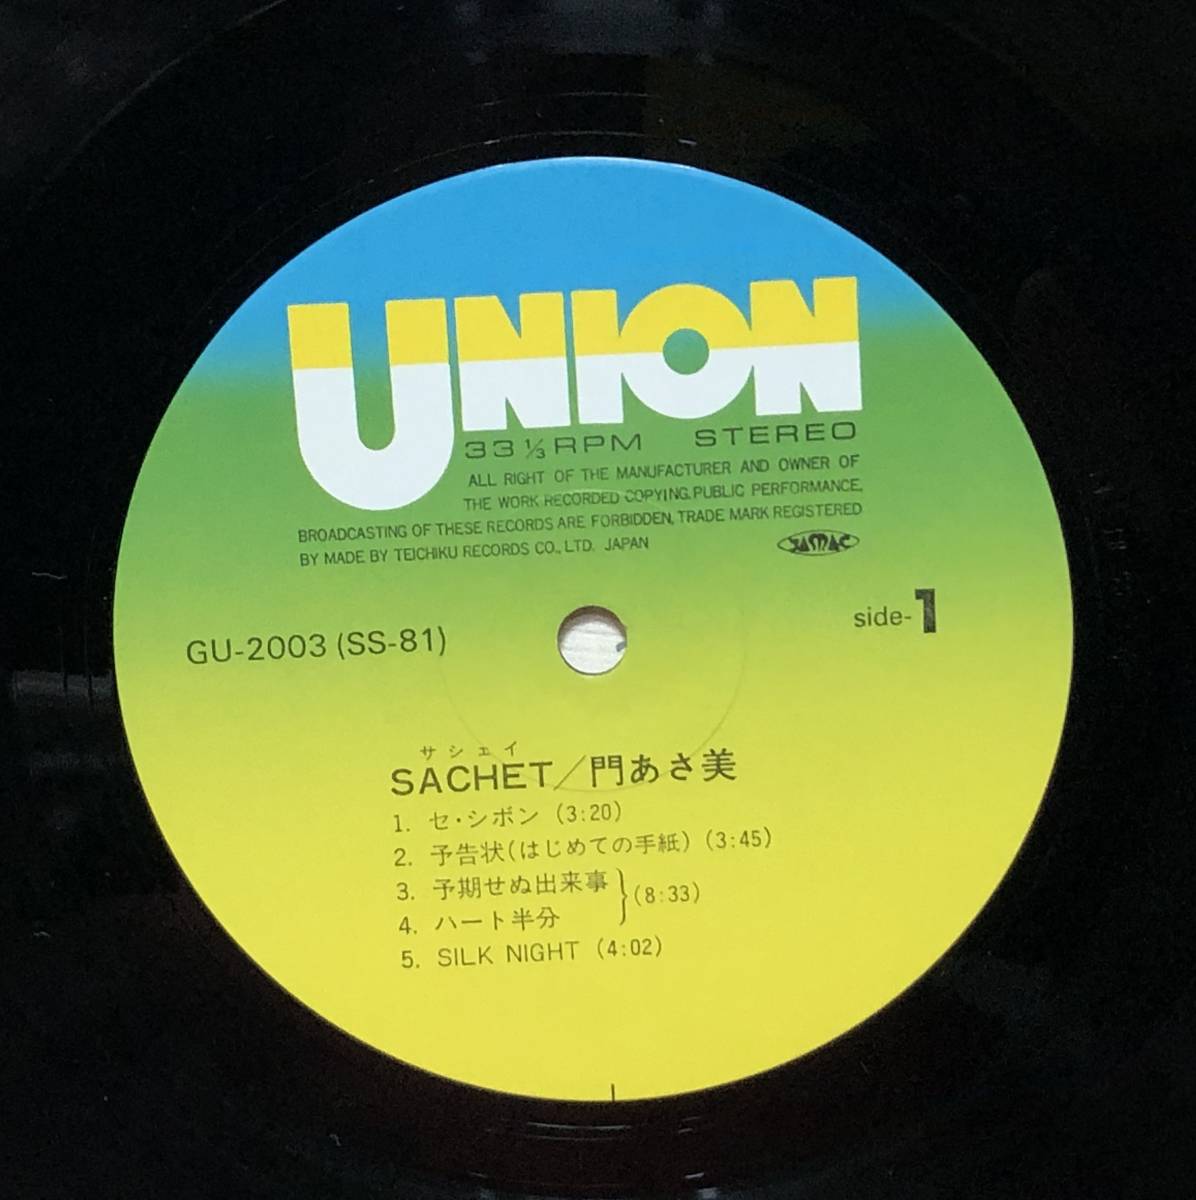 UNION
33 1/3 RPM STEREO
ALL RIGHT OF THE MANUFACTURER AND OWNER OF
THE WORK RECORDED COPYING, PUBLIC PERFORMANCE,
BROADCASTING OF THESE RECORDS ARE FORBIDDEN, TRADE MARK REGISTERED
BY MADE BY TEICHIKU RECORDS CO., LTD. JAPAN
JASRAC
GU-2003 (SS-81)
side-1
サシェイ
SACHET/門あさ美
1. セ・シボン (3:20)
2. 予告状(はじめての手紙) (3:45)
3. 予期せぬ出来事
4. ハート半分
} (8:33)
5. SILK NIGHT (4:02)